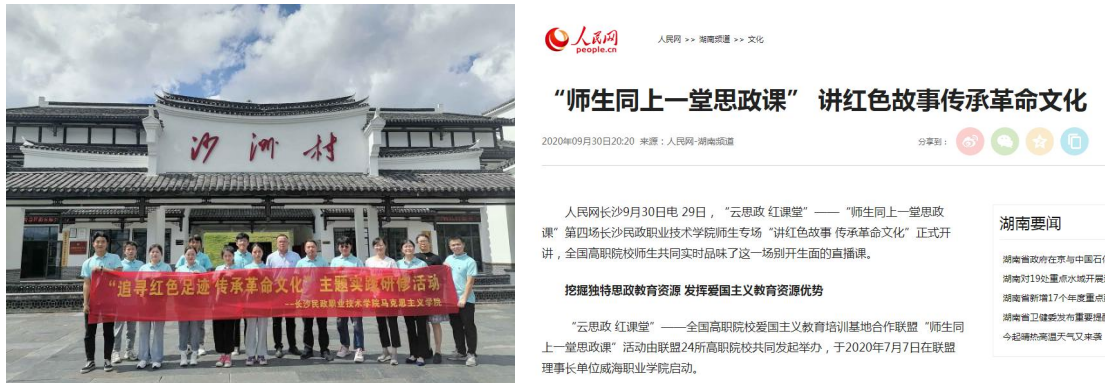 沙洲村
“追寻红色足迹 传承革命文化”主题实践研修活动
--长沙民政职业技术学院马克思主义学院
人民网
people.cn
人民网 >> 湖南频道 >> 文化
“师生同上一堂思政课” 讲红色故事传承革命文化
2020年09月30日20:20 来源：人民网-湖南频道
分享到：
人民网长沙9月30日电 29日，“云思政 红课堂”——“师生同上一堂思政
课”第四场长沙民政职业技术学院师生专场“讲红色故事 传承革命文化”正式开
讲，全国高职院校师生共同实时品味了这一场别开生面的直播课。
挖掘独特思政教育资源 发挥爱国主义教育资源优势
“云思政 红课堂”——全国高职院校爱国主义教育培训基地合作联盟“师生同
上一堂思政课”活动由联盟24所高职院校共同发起举办，于2020年7月7日在联盟
理事长单位威海职业学院启动。
湖南要闻
湖南省政府在京与中国石化
湖南对19处重点水域开展
湖南省新增17个年度重点
湖南省卫健委发布重要提醒
今起晴热高温天气又来袭